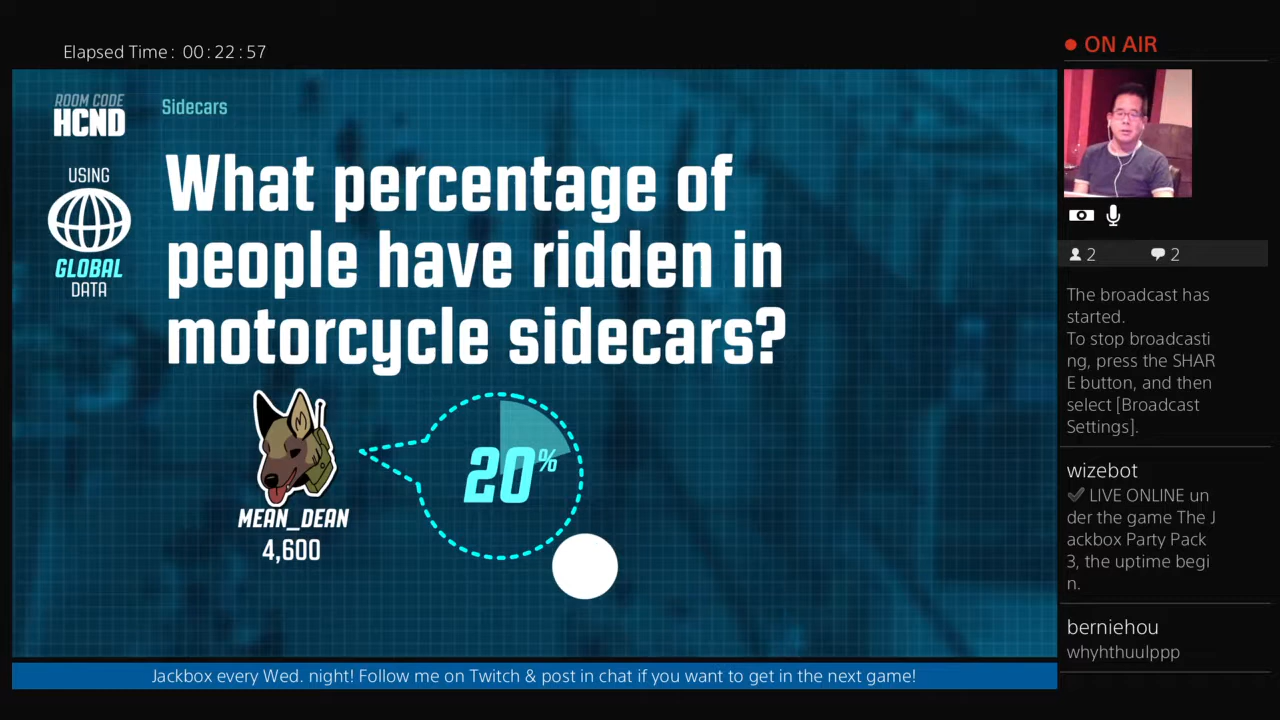 Elapsed Time: 00:22:57
ON AIR
ROOM CODE
HCND
Sidecars
USING
GLOBAL
DATA
What percentage of
people have ridden in
motorcycle sidecars?
20%
MEAN_DEAN
4,600
2
2
The broadcast has
started.
To stop broadcasti
ng, press the SHAR
E button, and then
select [Broadcast
Settings].
wizebot
✔ LIVE ONLINE un
der the game The J
ackbox Party Pack
3, the uptime begi
n.
berniehou
whyhthuulppp
Jackbox every Wed. night! Follow me on Twitch & post in chat if you want to get in the next game!